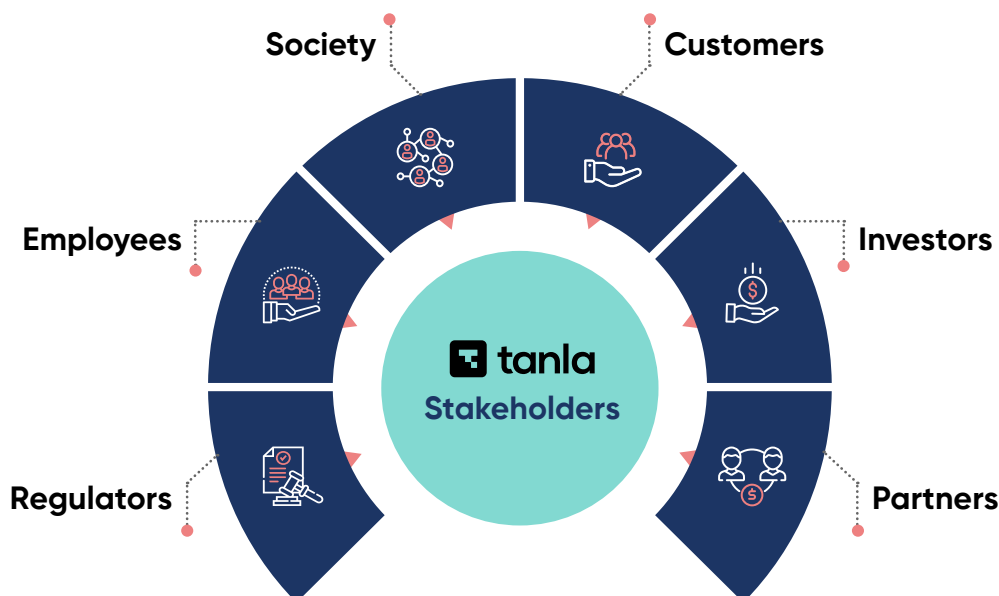 Society
Customers
Employees
Investors
tanla
Stakeholders
Regulators
Partners